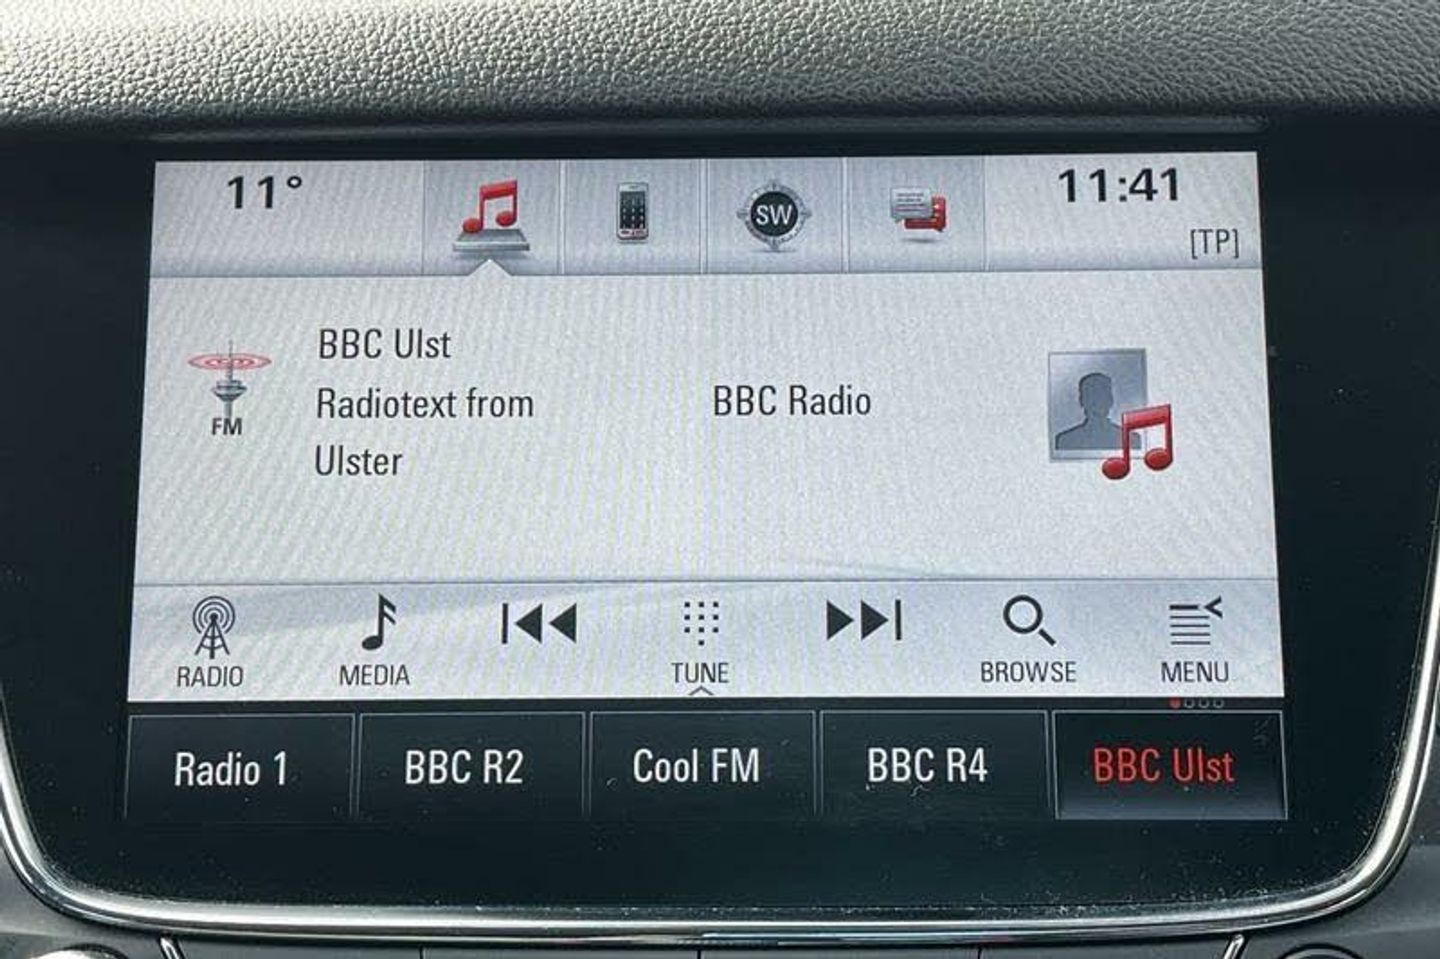 11°
SW
11:41
[TP]
BBC Ulst
Radiotext from
Ulster
BBC Radio
FM
RADIO
MEDIA
TUNE
BROWSE
MENU
Radio 1
BBC R2
Cool FM
BBC R4
BBC Ulst